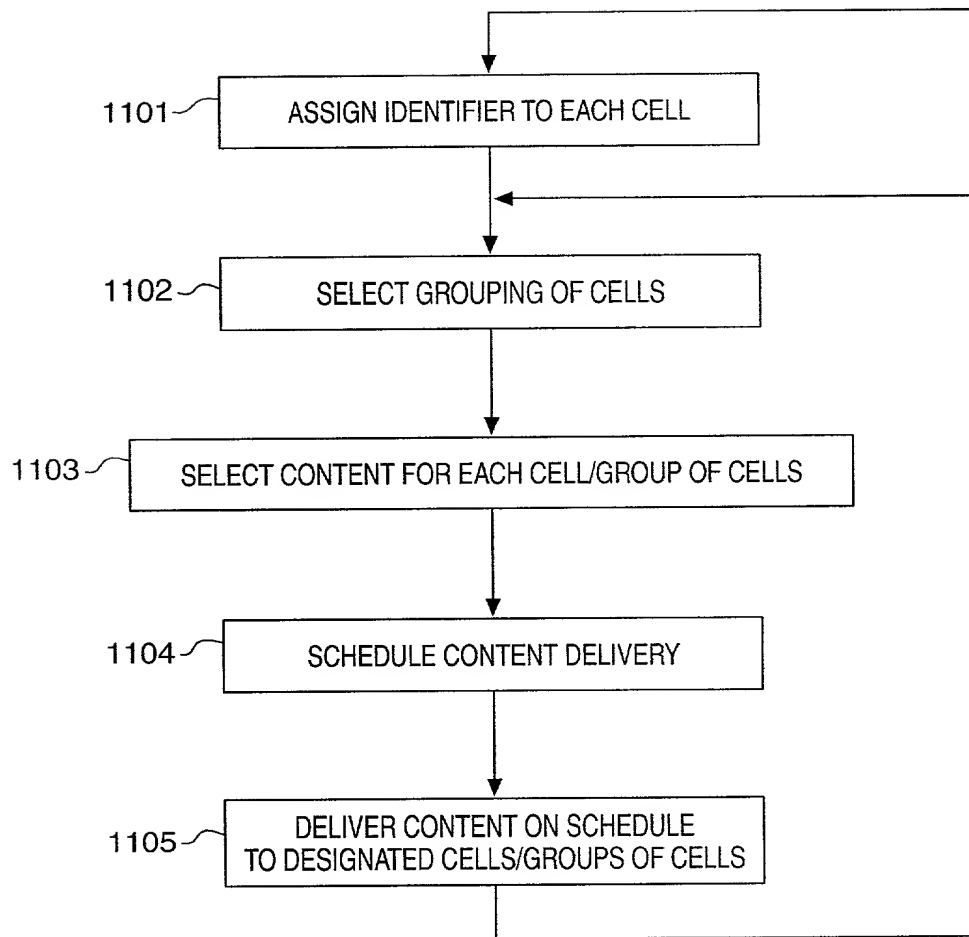 1101
ASSIGN IDENTIFIER TO EACH CELL
1102
SELECT GROUPING OF CELLS
1103
SELECT CONTENT FOR EACH CELL/GROUP OF CELLS
1104
SCHEDULE CONTENT DELIVERY
1105
DELIVER CONTENT ON SCHEDULE
TO DESIGNATED CELLS/GROUPS OF CELLS